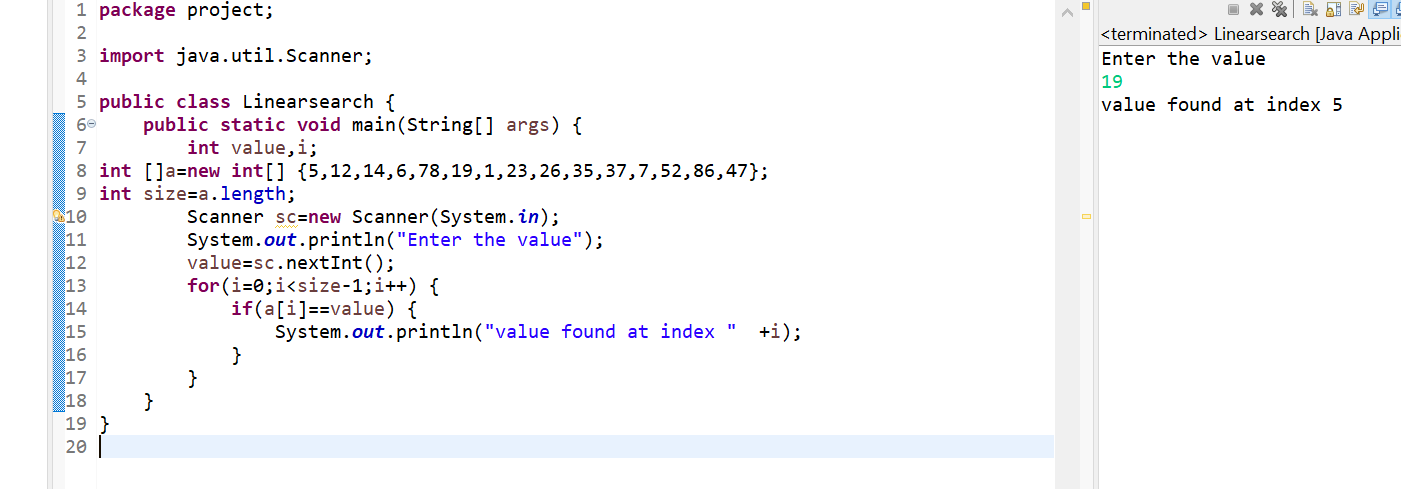 1 package project;
2
3 import java.util.Scanner;
4
5 public class Linearsearch {
6 public static void main(String[] args) {
7 int value,i;
8 int []a=new int[] {5,12,14,6,78,19,1,23,26,35,37,7,52,86,47};
9 int size=a.length;
10 Scanner sc=new Scanner(System.in);
11 System.out.println("Enter the value");
12 value=sc.nextInt();
13 for(i=0;i<size-1;i++) {
14 if(a[i]==value) {
15 System.out.println("value found at index "  +i);
16 }
17 }
18 }
19 }
20
<terminated> Linearsearch [Java Appli
Enter the value
19
value found at index 5